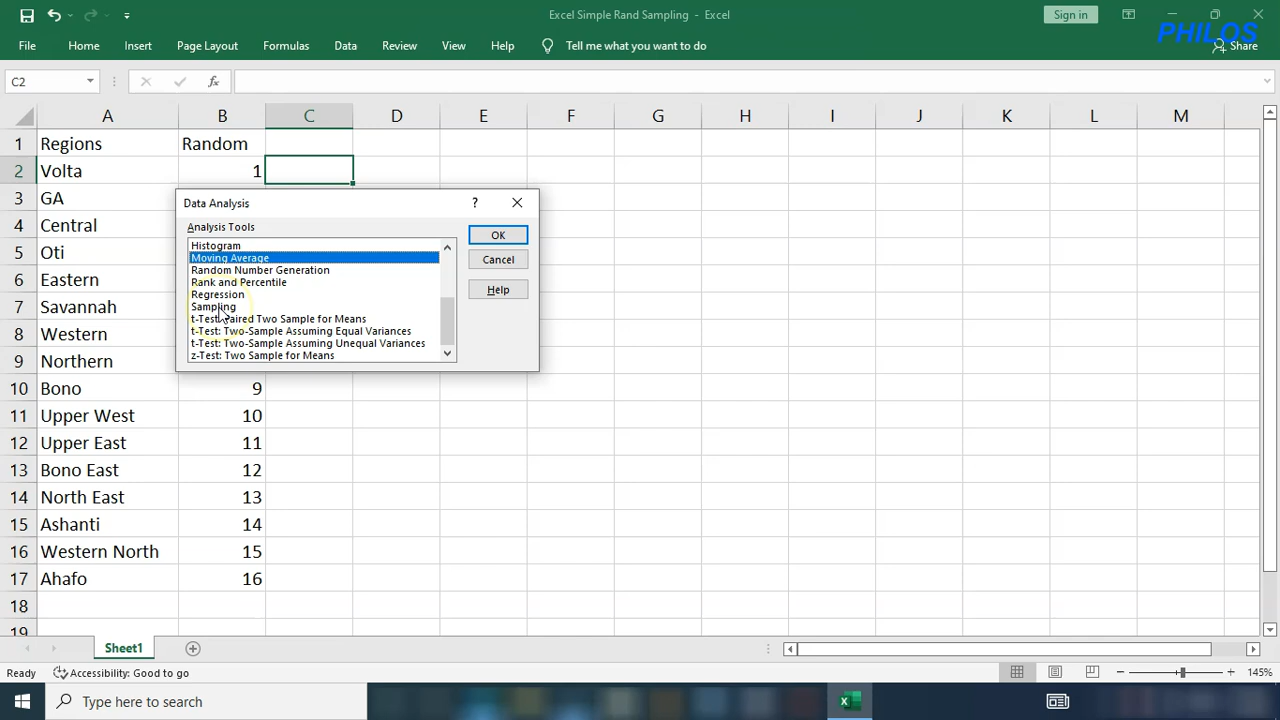 Excel Simple Rand Sampling - Excel
Sign in
PHILOS
File Home Insert Page Layout Formulas Data Review View Help Tell me what you want to do
Share
C2
fx
A B C D E F G H I J K L M
1 Regions Random
2 Volta 1
3 GA
4 Central
5 Oti
6 Eastern
7 Savannah
8 Western
9 Northern
10 Bono 9
11 Upper West 10
12 Upper East 11
13 Bono East 12
14 North East 13
15 Ashanti 14
16 Western North 15
17 Ahafo 16
18
19
Data Analysis ?
Analysis Tools
Histogram
Moving Average
Random Number Generation
Rank and Percentile
Regression
Sampling
t-Test: Paired Two Sample for Means
t-Test: Two-Sample Assuming Equal Variances
t-Test: Two-Sample Assuming Unequal Variances
z-Test: Two Sample for Means
OK
Cancel
Help
Sheet1
Ready Accessibility: Good to go
145%
Type here to search